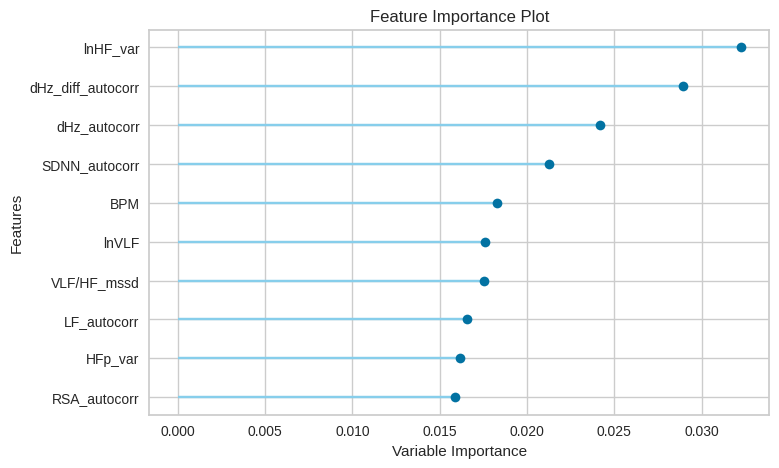 Feature Importance Plot
lnHF_var
dHz_diff_autocorr
dHz_autocorr
SDNN_autocorr
BPM
lnVLF
VLF/HF_mssd
LF_autocorr
HFp_var
RSA_autocorr
Features
0.000 0.005 0.010 0.015 0.020 0.025 0.030
Variable Importance